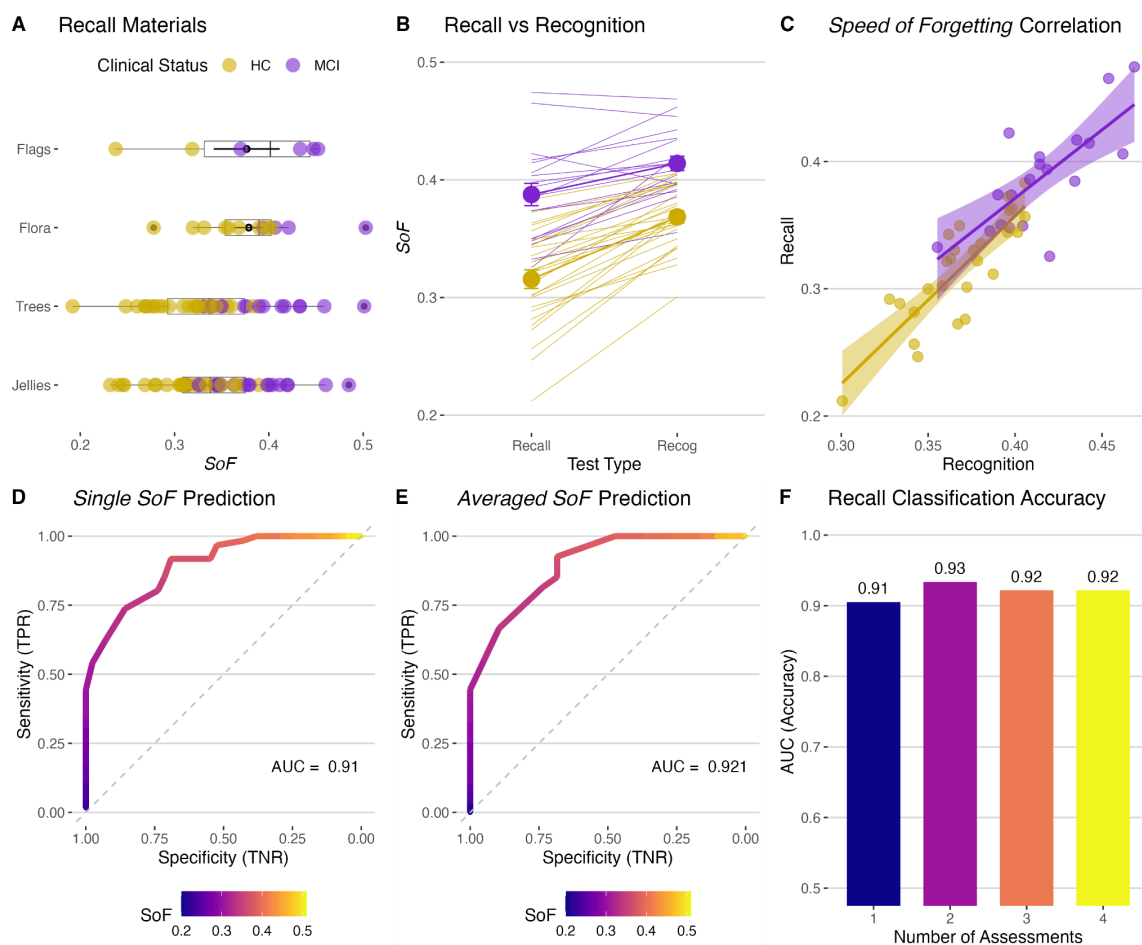 A Recall Materials
Clinical Status HC MCI
Flags
Flora
Trees
Jellies
0.2 0.3 0.4 0.5
SoF
B Recall vs Recognition
SoF
0.5
0.4
0.3
0.2
Recall Recog
Test Type
C Speed of Forgetting Correlation
Recall
0.4
0.3
0.2
0.30 0.35 0.40 0.45
Recognition
D Single SoF Prediction
Sensitivity (TPR)
1.00
0.75
0.50
0.25
0.00
AUC = 0.91
1.00 0.75 0.50 0.25 0.00
Specificity (TNR)
SoF
0.2 0.3 0.4 0.5
E Averaged SoF Prediction
Sensitivity (TPR)
1.00
0.75
0.50
0.25
0.00
AUC = 0.921
1.00 0.75 0.50 0.25 0.00
Specificity (TNR)
SoF
0.2 0.3 0.4 0.5
F Recall Classification Accuracy
AUC (Accuracy)
1.0
0.9
0.8
0.7
0.6
0.5
0.91 0.93 0.92 0.92
1 2 3 4
Number of Assessments